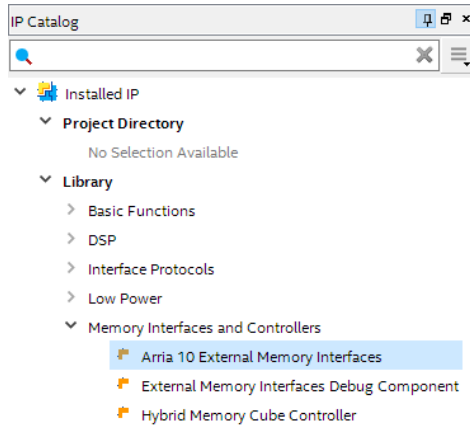 IP Catalog
Installed IP
Project Directory
No Selection Available
Library
Basic Functions
DSP
Interface Protocols
Low Power
Memory Interfaces and Controllers
Arria 10 External Memory Interfaces
External Memory Interfaces Debug Component
Hybrid Memory Cube Controller